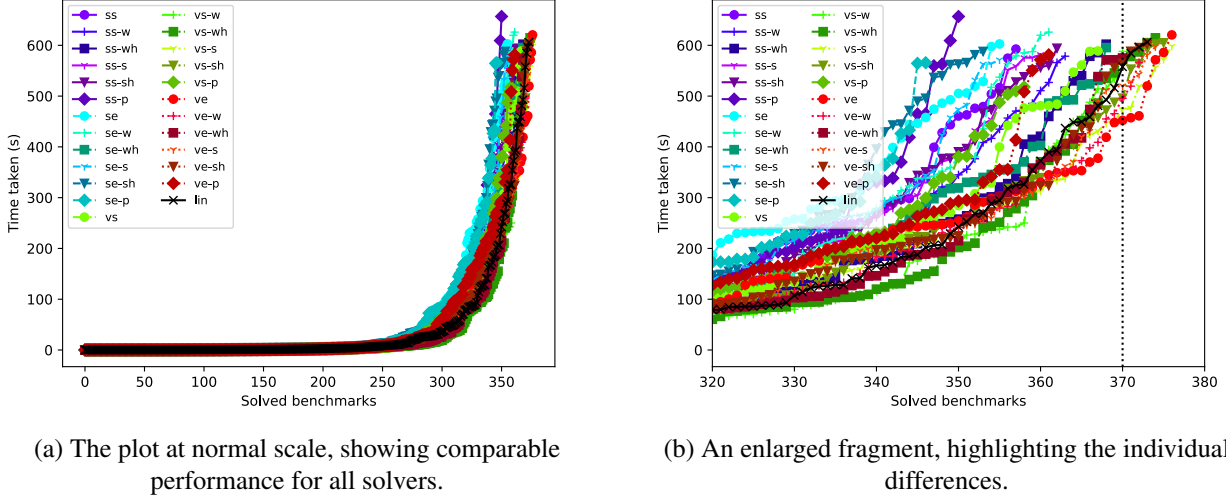 Time taken (s)
600
500
400
300
200
100
0
ss
ss-w
ss-wh
ss-s
ss-sh
ss-p
se
se-w
se-wh
se-s
se-sh
se-p
vs
vs-w
vs-wh
vs-s
vs-sh
vs-p
ve
ve-w
ve-wh
ve-s
ve-sh
ve-p
lin
0 50 100 150 200 250 300 350
Solved benchmarks
(a) The plot at normal scale, showing comparable
performance for all solvers.
Time taken (s)
600
500
400
300
200
100
0
ss
ss-w
ss-wh
ss-s
ss-sh
ss-p
se
se-w
se-wh
se-s
se-sh
se-p
vs
vs-w
vs-wh
vs-s
vs-sh
vs-p
ve
ve-w
ve-wh
ve-s
ve-sh
ve-p
lin
320 330 340 350 360 370 380
Solved benchmarks
(b) An enlarged fragment, highlighting the individual
differences.